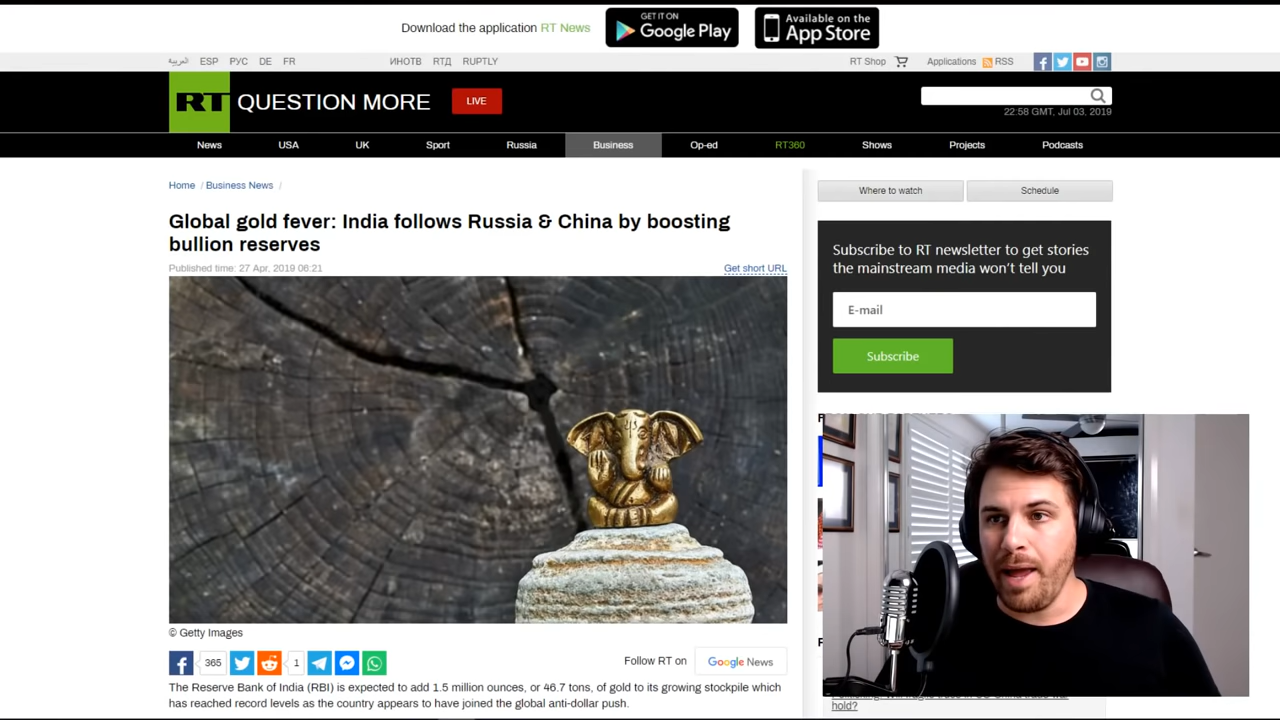 Download the application RT News
GET IT ON
Google Play
Available on the
App Store
العربية ESP РУС DE FR ИНОТВ RTД RUPTLY
RT Shop Applications RSS
RT QUESTION MORE LIVE
22:58 GMT, Jul 03, 2019
News USA UK Sport Russia Business Op-ed RT360 Shows Projects Podcasts
Home / Business News /
Where to watch Schedule
Global gold fever: India follows Russia & China by boosting
bullion reserves
Published time: 27 Apr, 2019 06:21
Get short URL
Subscribe to RT newsletter to get stories
the mainstream media won't tell you
E-mail
Subscribe
© Getty Images
365
1
Follow RT on Google News
The Reserve Bank of India (RBI) is expected to add 1.5 million ounces, or 46.7 tons, of gold to its growing stockpile which
has reached record levels as the country appears to have joined the global anti-dollar push.
hold?